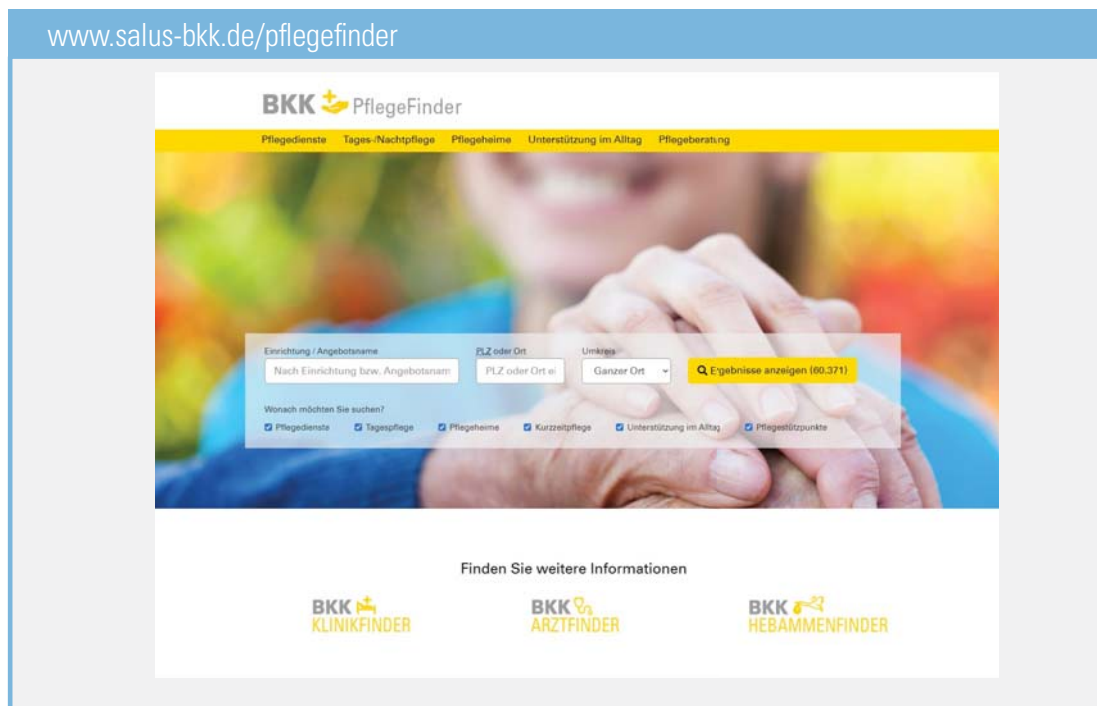 www.salus-bkk.de/pflegefinder
BKK PflegeFinder
Pflegedienste Tages-/Nachtpflege Pflegeheime Unterstützung im Alltag Pflegeberatung
Einrichtung / Angebotsname PLZ oder Ort Umkreis
Nach Einrichtung bzw. Angebotsnam PLZ oder Ort ei Ganzer Ort Ergebnisse anzeigen (60.371)
Wonach möchten Sie suchen?
Pflegedienste Tagespflege Pflegeheime Kurzzeitpflege Unterstützung im Alltag Pflegestützpunkte
Finden Sie weitere Informationen
BKK BKK BKK
KLINIKFINDER ARZTFINDER HEBAMMENFINDER